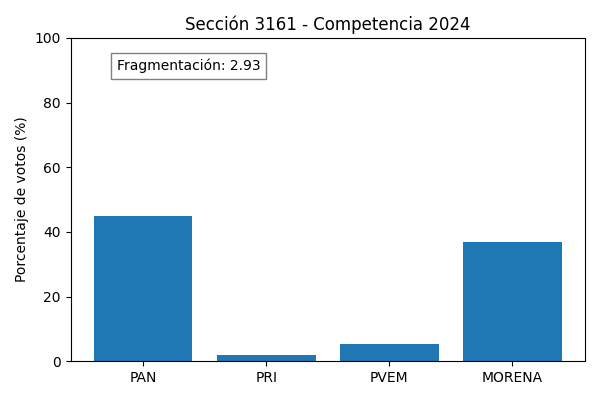 Sección 3161 - Competencia 2024
Fragmentación: 2.93
Porcentaje de votos (%)
100
80
60
40
20
0
PAN PRI PVEM MORENA